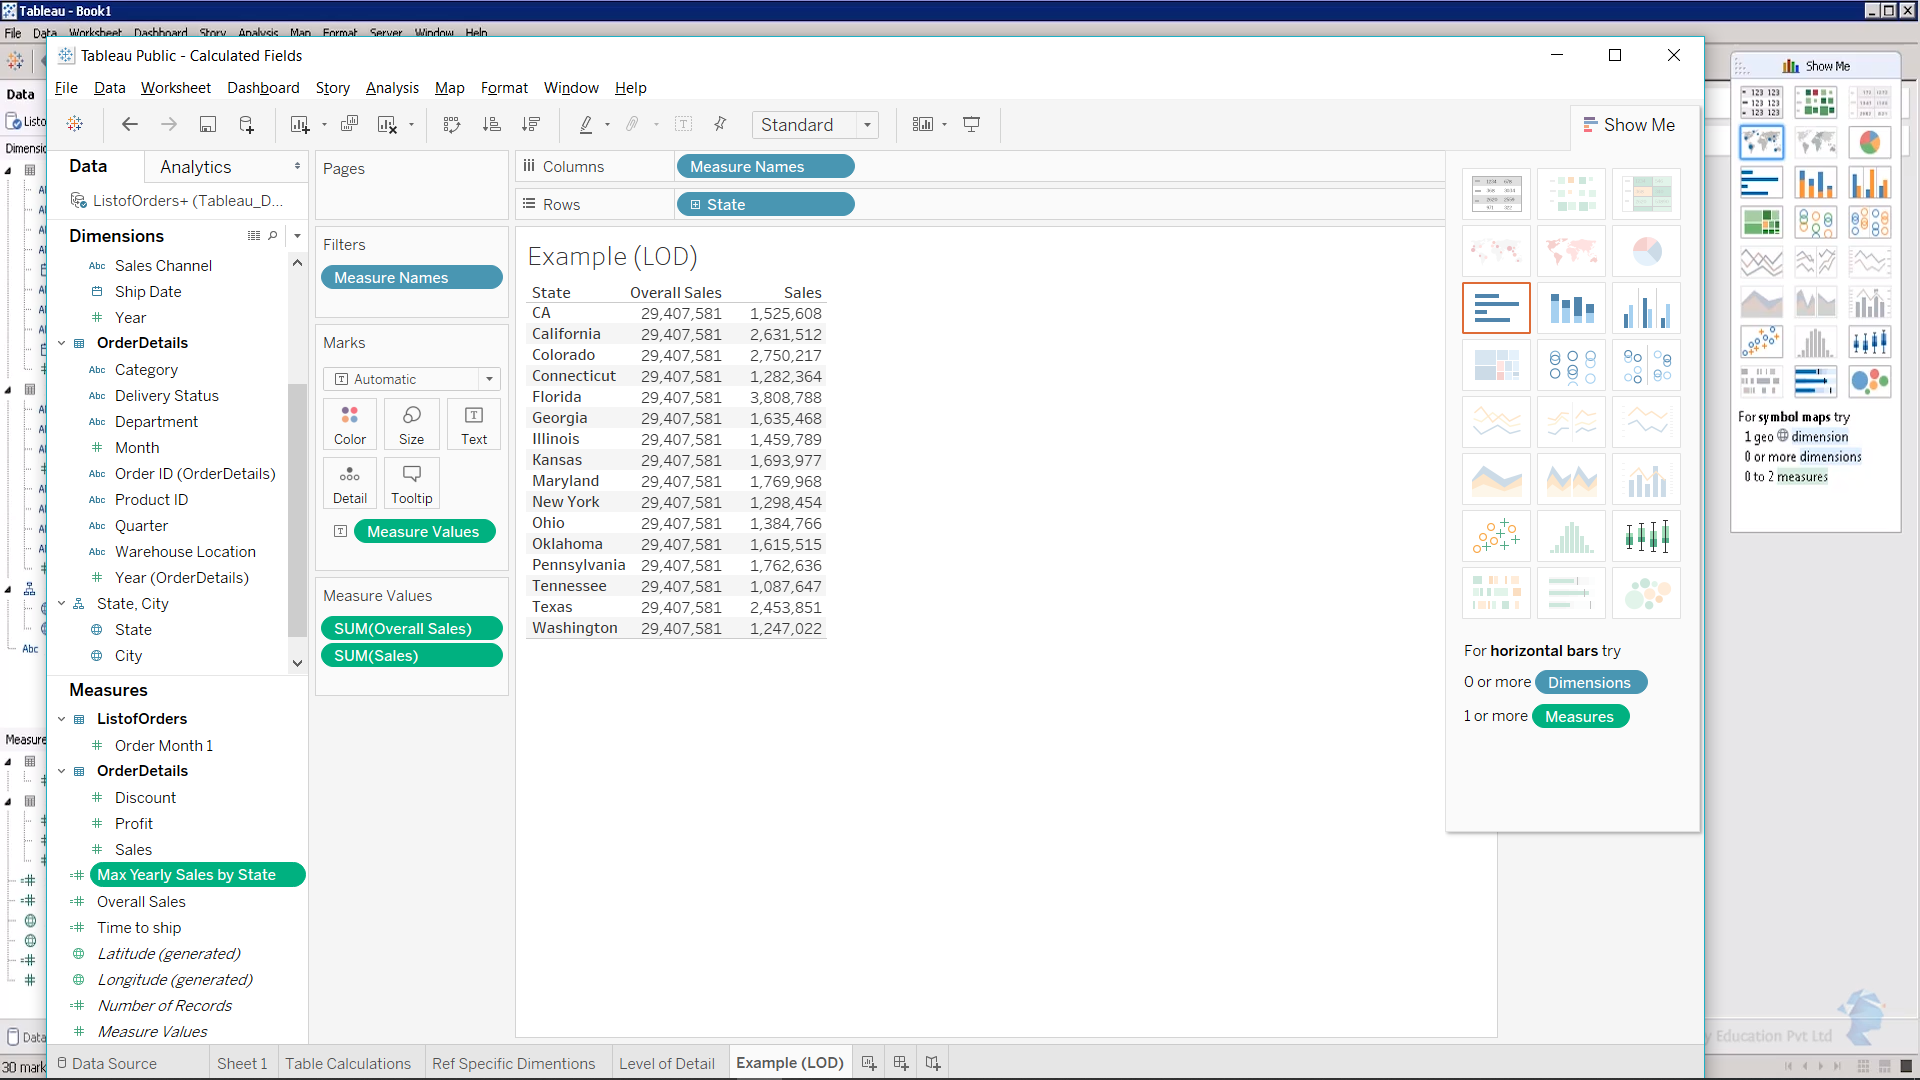 Tableau - Book1
File Data Worksheet Dashboard Story Analysis Map Format Server Window Help
Tableau Public - Calculated Fields
File Data Worksheet Dashboard Story Analysis Map Format Window Help
Standard
Show Me
Data
Analytics
ListofOrders+ (Tableau_D...
Dimensions
Abc Sales Channel
Ship Date
Year
OrderDetails
Abc Category
Abc Delivery Status
Abc Department
Month
Abc Order ID (OrderDetails)
Abc Product ID
Abc Quarter
Abc Warehouse Location
Year (OrderDetails)
State, City
State
City
Measures
ListofOrders
Order Month 1
OrderDetails
Discount
Profit
Sales
Max Yearly Sales by State
Overall Sales
Time to ship
Latitude (generated)
Longitude (generated)
Number of Records
Measure Values
Pages
Filters
Measure Names
Marks
Automatic
Color Size Text
Detail Tooltip
Measure Values
Measure Values
SUM(Overall Sales)
SUM(Sales)
Columns Measure Names
Rows State
Example (LOD)
State Overall Sales Sales
CA 29,407,581 1,525,608
California 29,407,581 2,631,512
Colorado 29,407,581 2,750,217
Connecticut 29,407,581 1,282,364
Florida 29,407,581 3,808,788
Georgia 29,407,581 1,635,468
Illinois 29,407,581 1,459,789
Kansas 29,407,581 1,693,977
Maryland 29,407,581 1,769,968
New York 29,407,581 1,298,454
Ohio 29,407,581 1,384,766
Oklahoma 29,407,581 1,615,515
Pennsylvania 29,407,581 1,762,636
Tennessee 29,407,581 1,087,647
Texas 29,407,581 2,453,851
Washington 29,407,581 1,247,022
For horizontal bars try
0 or more Dimensions
1 or more Measures
Data Source Sheet 1 Table Calculations Ref Specific Dimentions Level of Detail Example (LOD)
Data
Listo
Dimension
Abc
Measure
Data
30 mark
Show Me
For symbol maps try
1 geo dimension
0 or more dimensions
0 to 2 measures
y Education Pvt Ltd